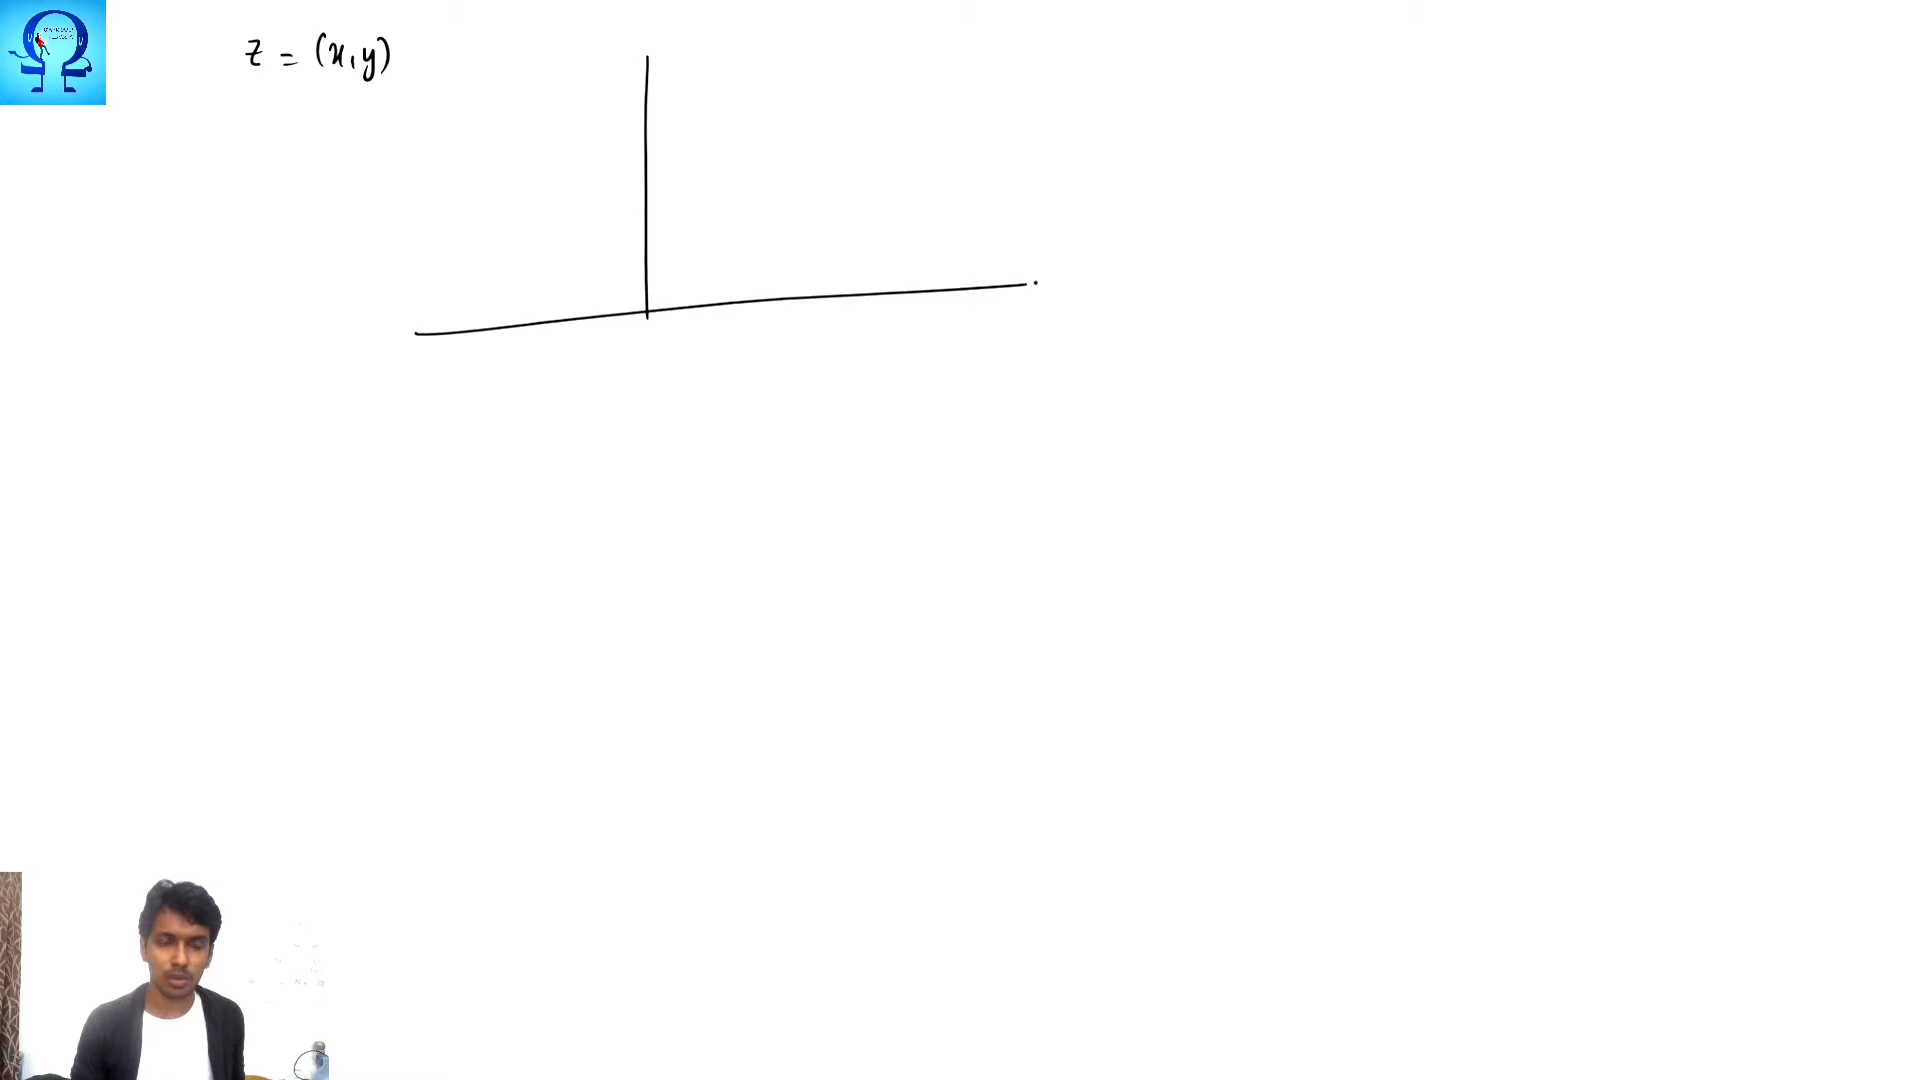 z = (x, y)